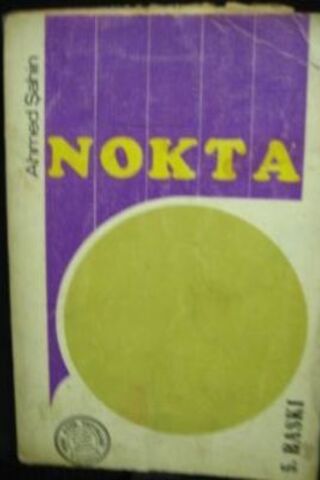 Ahmed Şahin
NOKTA
5. BASKI